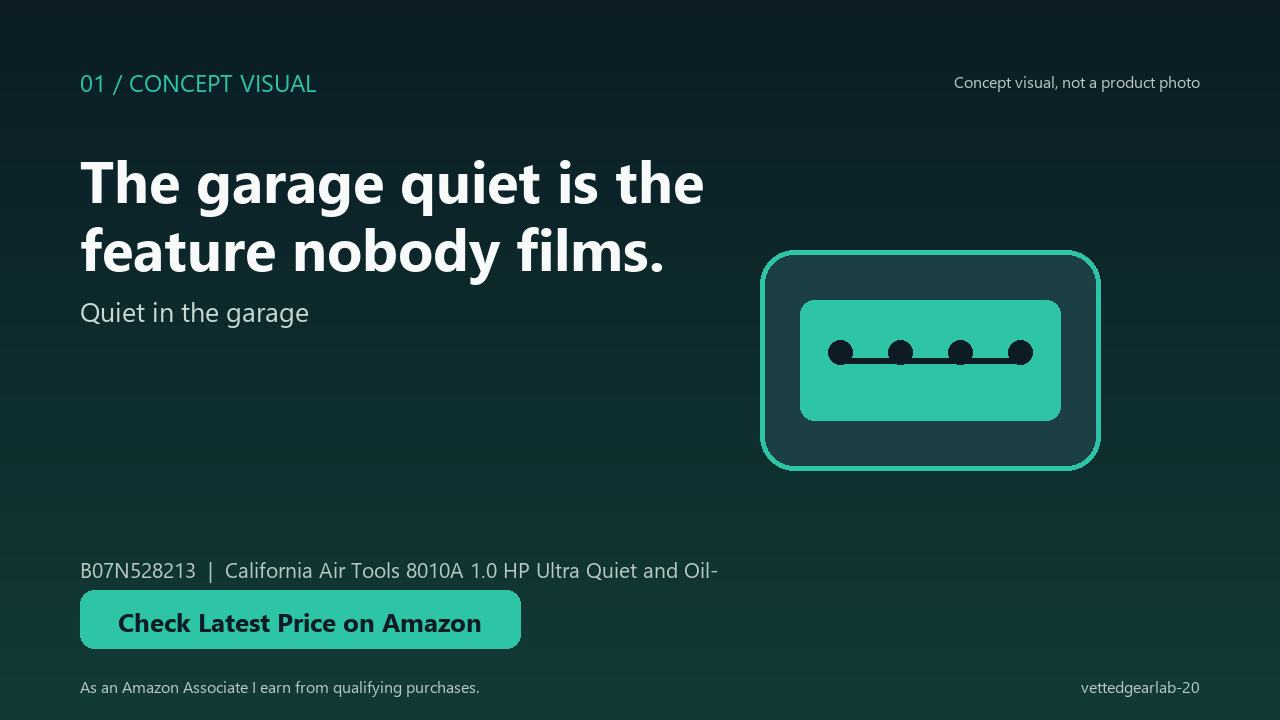 01 / CONCEPT VISUAL
Concept visual, not a product photo
The garage quiet is the
feature nobody films.
Quiet in the garage
B07N528213 | California Air Tools 8010A 1.0 HP Ultra Quiet and Oil-
Check Latest Price on Amazon
As an Amazon Associate I earn from qualifying purchases.
vettedgearlab-20